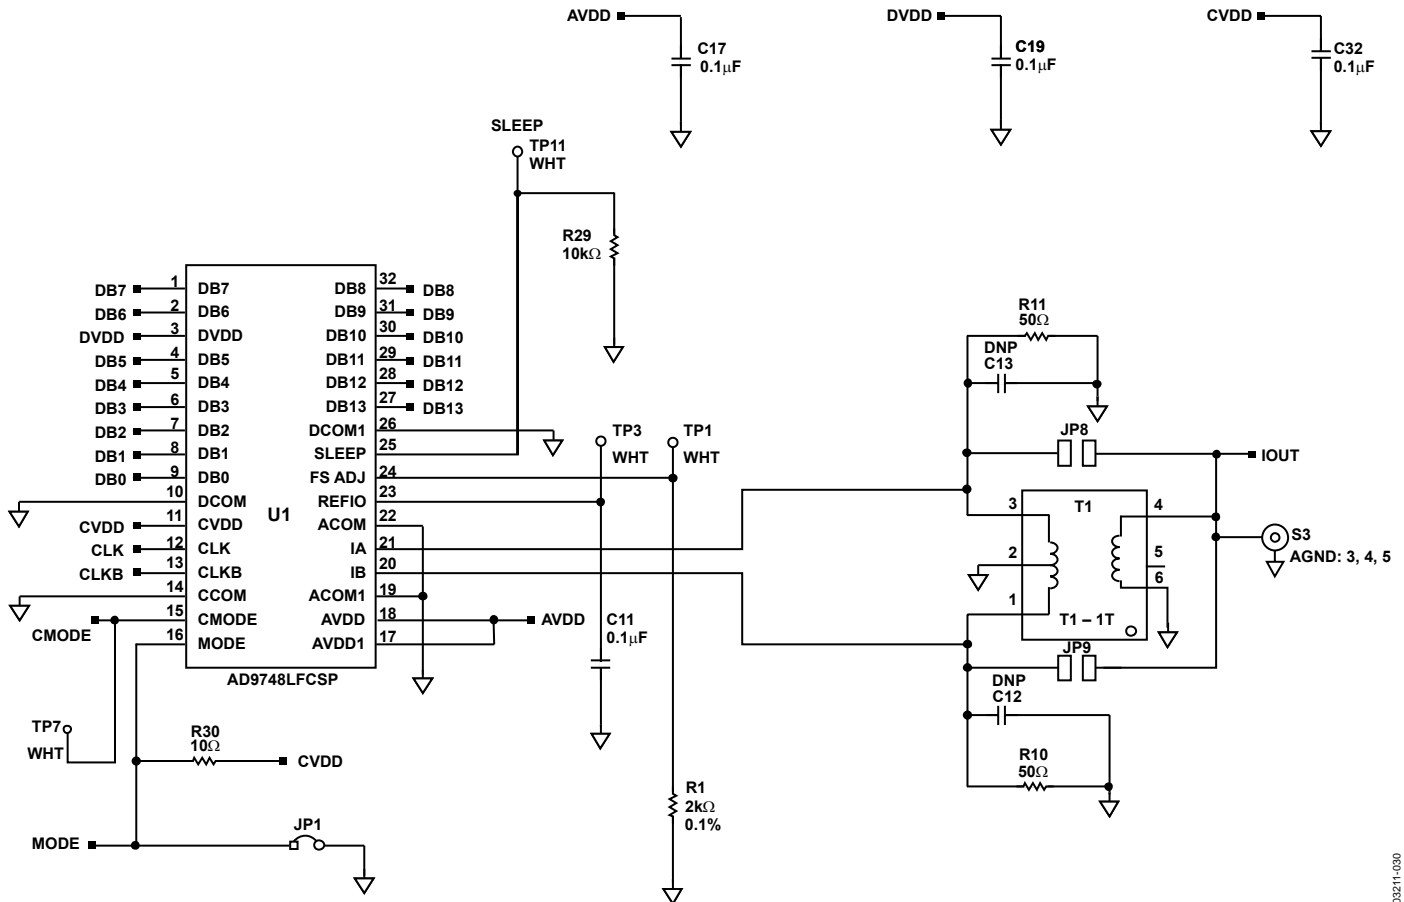 AVDD
C17
0.1µF
DVDD
C19
0.1µF
CVDD
C32
0.1µF
SLEEP
TP11
WHT
R29
10kΩ
DB7 1 DB7
DB6 2 DB6
DVDD 3 DVDD
DB5 4 DB5
DB4 5 DB4
DB3 6 DB3
DB2 7 DB2
DB1 8 DB1
DB0 9 DB0
10 DCOM
CVDD 11 CVDD
CLK 12 CLK
CLKB 13 CLKB
14 CCOM
CMODE 15 CMODE
16 MODE
U1
DB8 32 DB8
DB9 31 DB9
DB10 30 DB10
DB11 29 DB11
DB12 28 DB12
DB13 27 DB13
DCOM1 26
SLEEP 25
FS ADJ 24
REFIO 23
ACOM 22
IA 21
IB 20
ACOM1 19
AVDD 18 AVDD
AVDD1 17
AD9748LFCSP
TP3
WHT
TP1
WHT
C11
0.1µF
R1
2kΩ
0.1%
TP7
WHT
R30
10Ω
CVDD
MODE
JP1
R11
50Ω
DNP
C13
JP8
IOUT
3 T1 4
2 5
6
1
T1 – 1T
S3
AGND: 3, 4, 5
JP9
DNP
C12
R10
50Ω
03211-030